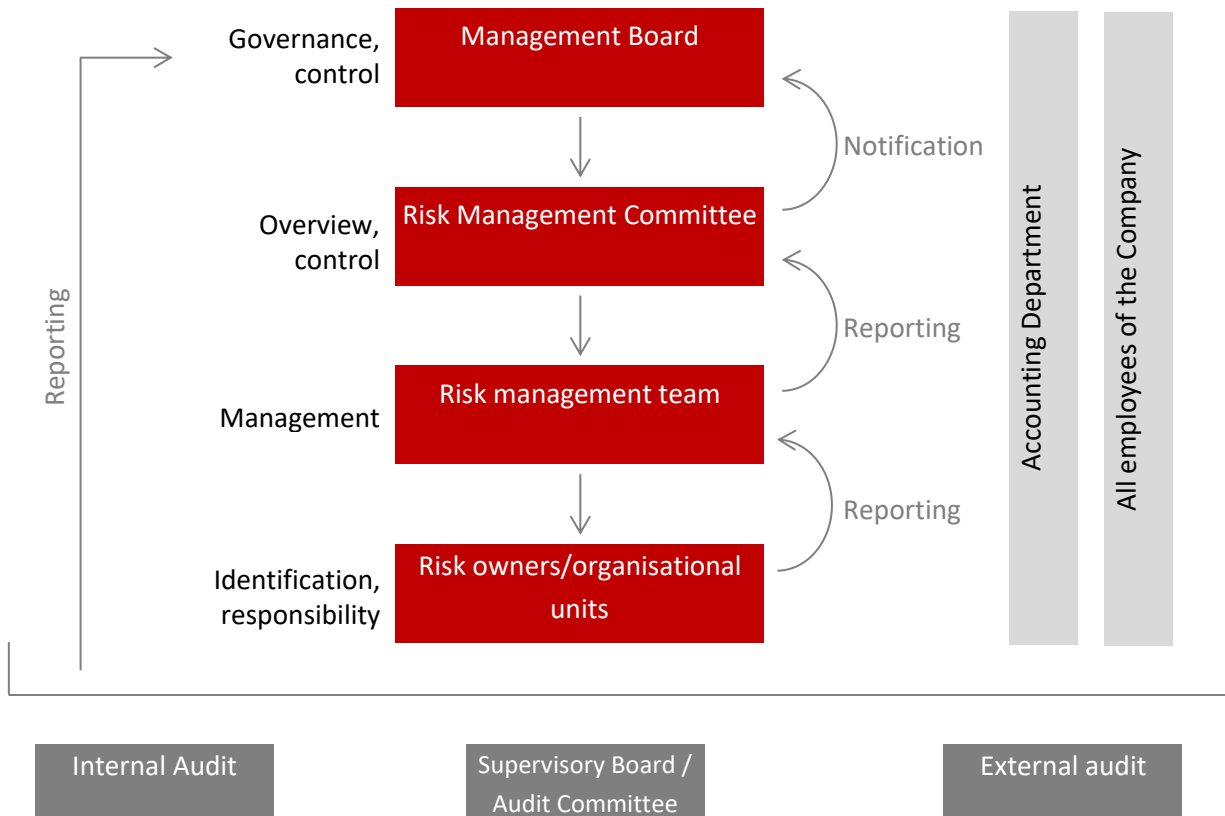 Governance,
control
Management Board
Notification
Overview,
control
Risk Management Committee
Reporting
Reporting
Management
Risk management team
Reporting
Identification,
responsibility
Risk owners/organisational
units
Accounting Department
All employees of the Company
Internal Audit
Supervisory Board /
Audit Committee
External audit